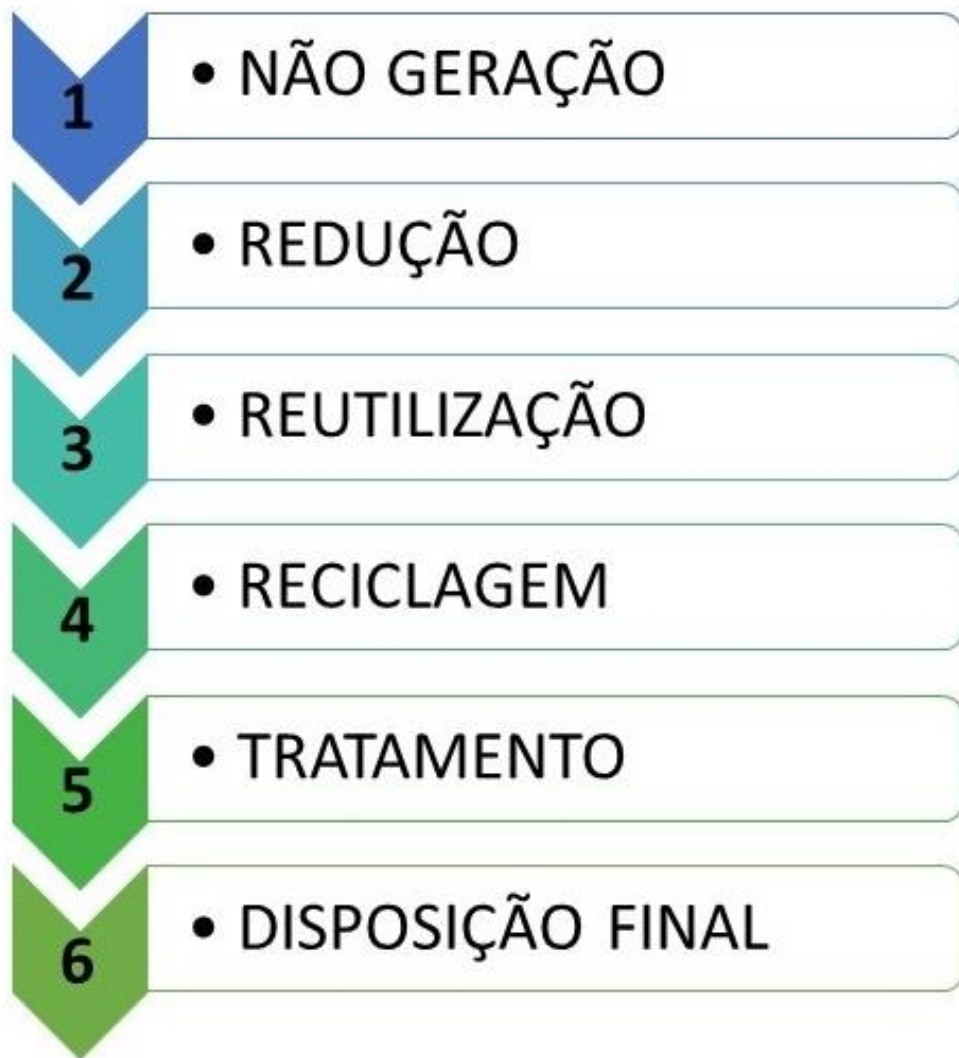 1 • NÃO GERAÇÃO
2 • REDUÇÃO
3 • REUTILIZAÇÃO
4 • RECICLAGEM
5 • TRATAMENTO
6 • DISPOSIÇÃO FINAL